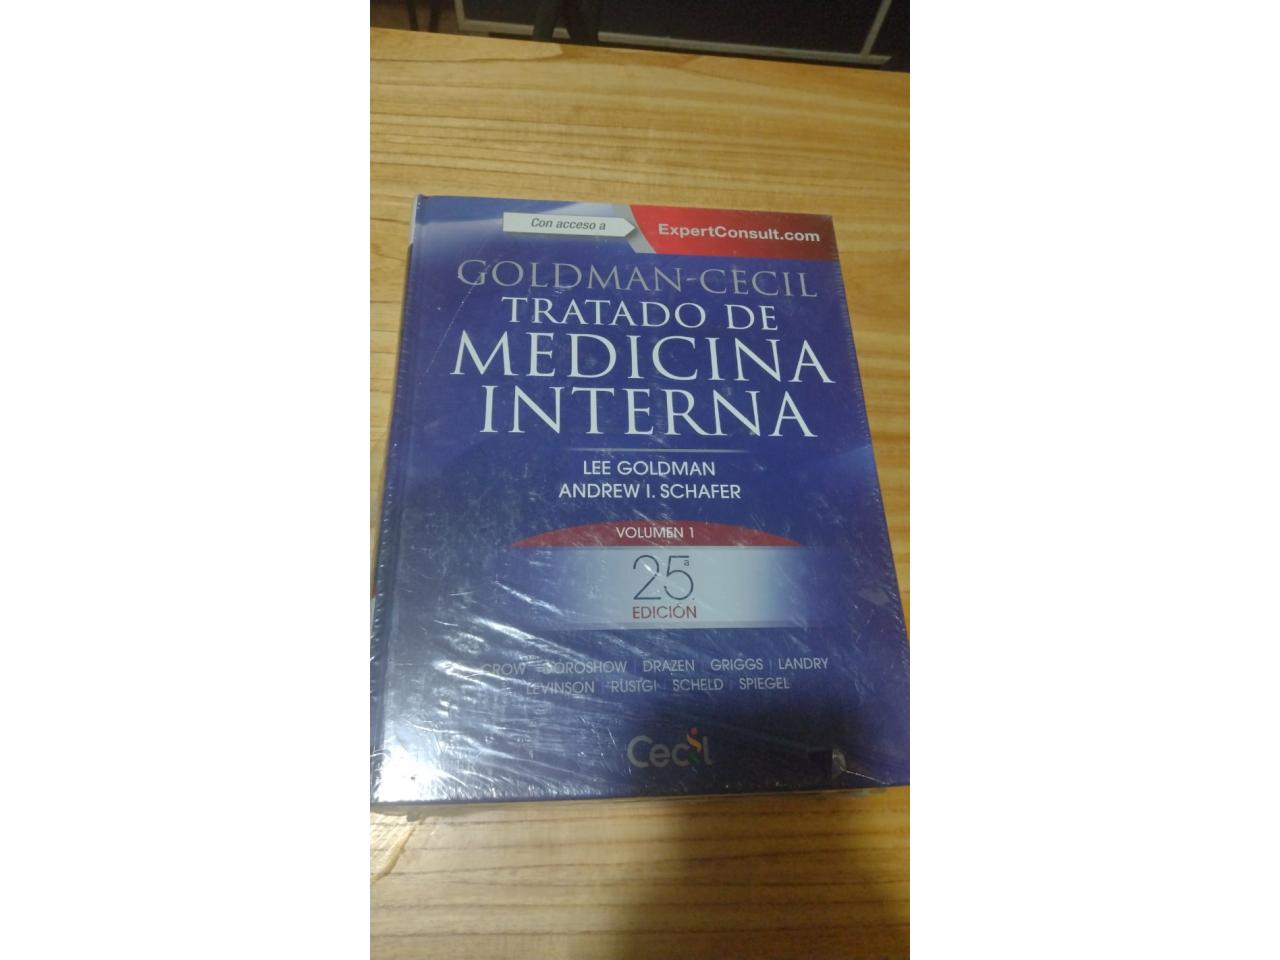 Con acceso a
ExpertConsult.com
GOLDMAN-CECIL
TRATADO DE
MEDICINA
INTERNA
LEE GOLDMAN
ANDREW I. SCHAFER
VOLUMEN 1
25ª
EDICIÓN
CROW DOROSHOW | DRAZEN | GRIGGS | LANDRY
LEVINSON | RUSTGI | SCHELD | SPIEGEL
Cecil